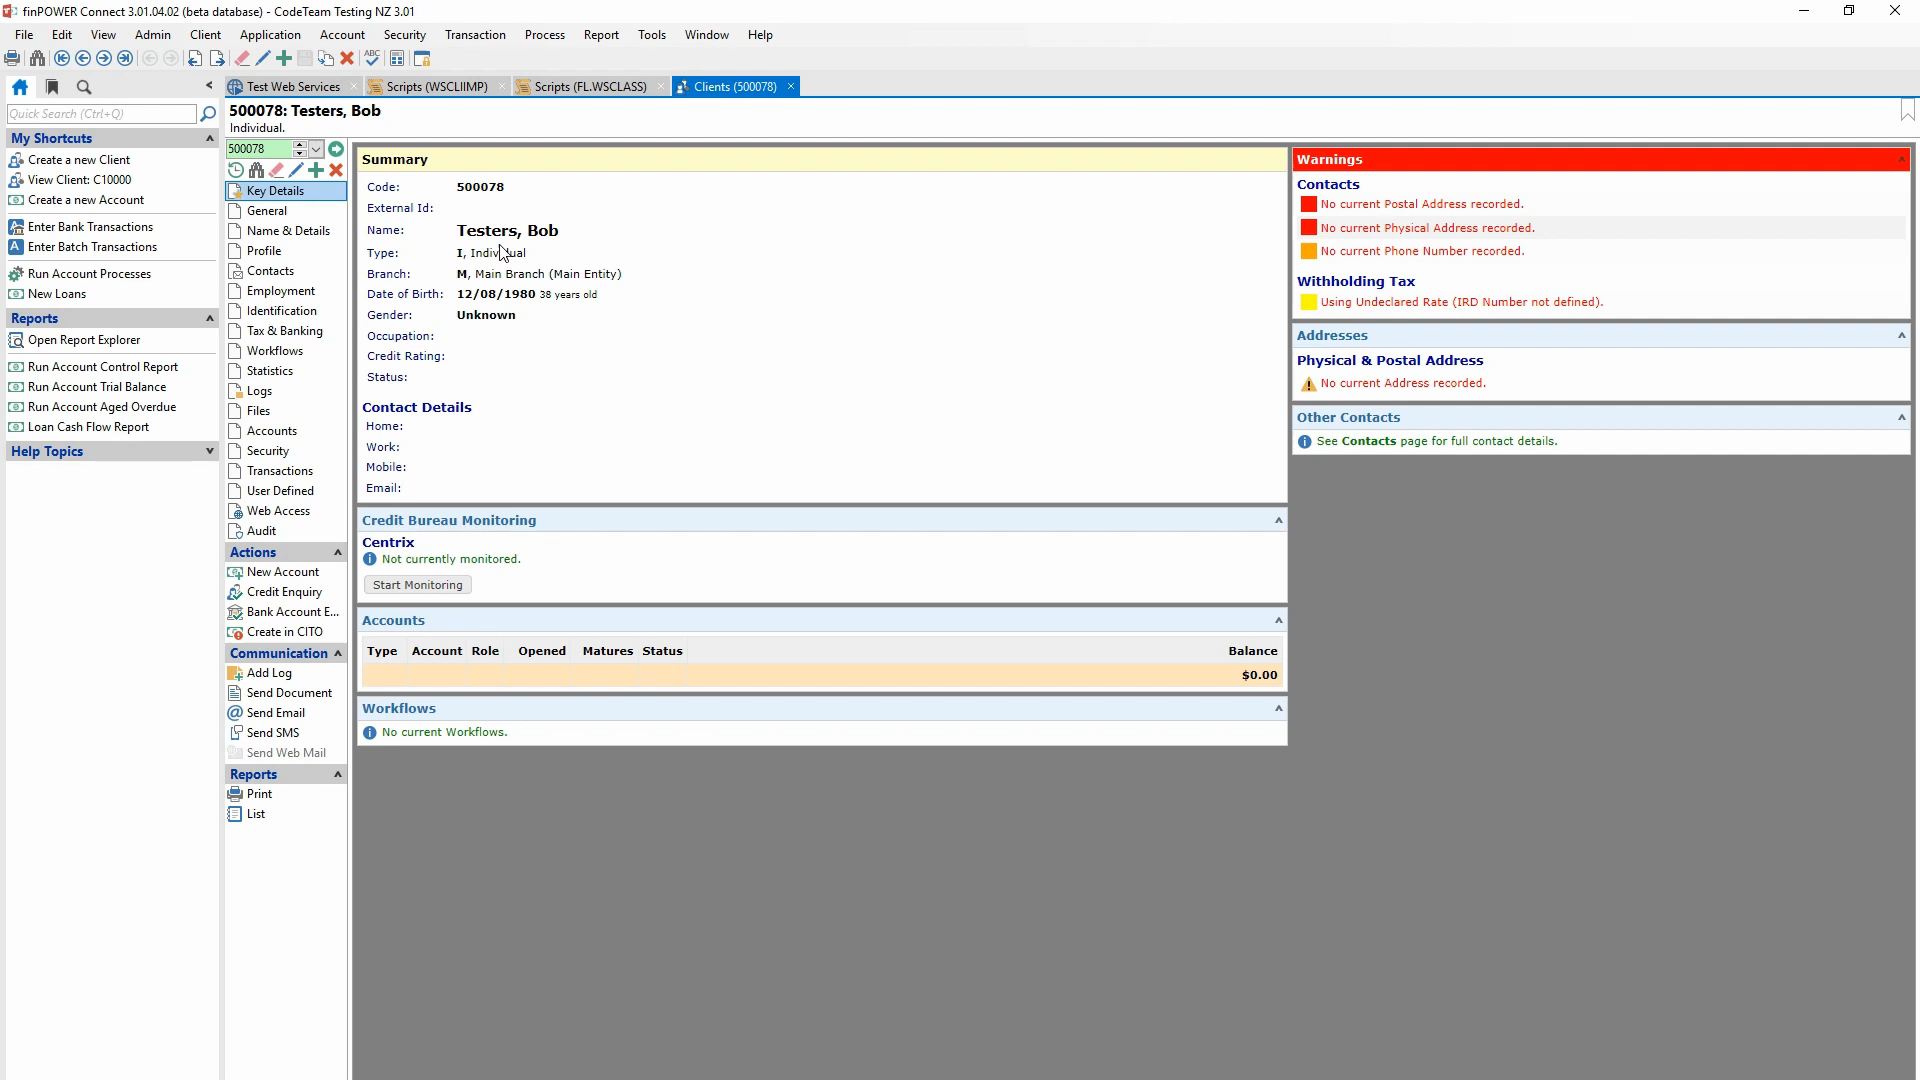 finPOWER Connect 3.01.04.02 (beta database) - CodeTeam Testing NZ 3.01
File Edit View Admin Client Application Account Security Transaction Process Report Tools Window Help
Test Web Services Scripts (WSCLIIMP) Scripts (FL.WSCLASS) Clients (500078)
Quick Search (Ctrl+Q)
My Shortcuts
Create a new Client
View Client: C10000
Create a new Account
Enter Bank Transactions
Enter Batch Transactions
Run Account Processes
New Loans
Reports
Open Report Explorer
Run Account Control Report
Run Account Trial Balance
Run Account Aged Overdue
Loan Cash Flow Report
Help Topics
500078: Testers, Bob
Individual.
500078
Key Details
General
Name & Details
Profile
Contacts
Employment
Identification
Tax & Banking
Workflows
Statistics
Logs
Files
Accounts
Security
Transactions
User Defined
Web Access
Audit
Actions
New Account
Credit Enquiry
Bank Account E...
Create in CITO
Communication
Add Log
Send Document
Send Email
Send SMS
Send Web Mail
Reports
Print
List
Summary
Code: 500078
External Id:
Name: Testers, Bob
Type: I, Individual
Branch: M, Main Branch (Main Entity)
Date of Birth: 12/08/1980 38 years old
Gender: Unknown
Occupation:
Credit Rating:
Status:
Contact Details
Home:
Work:
Mobile:
Email:
Credit Bureau Monitoring
Centrix
Not currently monitored.
Start Monitoring
Accounts
Type Account Role Opened Matures Status Balance
$0.00
Workflows
No current Workflows.
Warnings
Contacts
No current Postal Address recorded.
No current Physical Address recorded.
No current Phone Number recorded.
Withholding Tax
Using Undeclared Rate (IRD Number not defined).
Addresses
Physical & Postal Address
No current Address recorded.
Other Contacts
See Contacts page for full contact details.